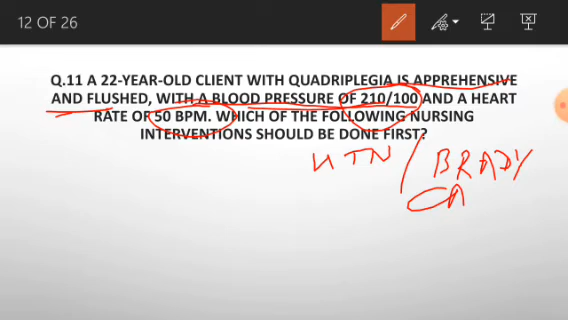 12 OF 26
Q.11 A 22-YEAR-OLD CLIENT WITH QUADRIPLEGIA IS APPREHENSIVE
AND FLUSHED, WITH A BLOOD PRESSURE OF 210/100 AND A HEART
RATE OF 50 BPM. WHICH OF THE FOLLOWING NURSING
INTERVENTIONS SHOULD BE DONE FIRST?
HTN / BRADY
CA